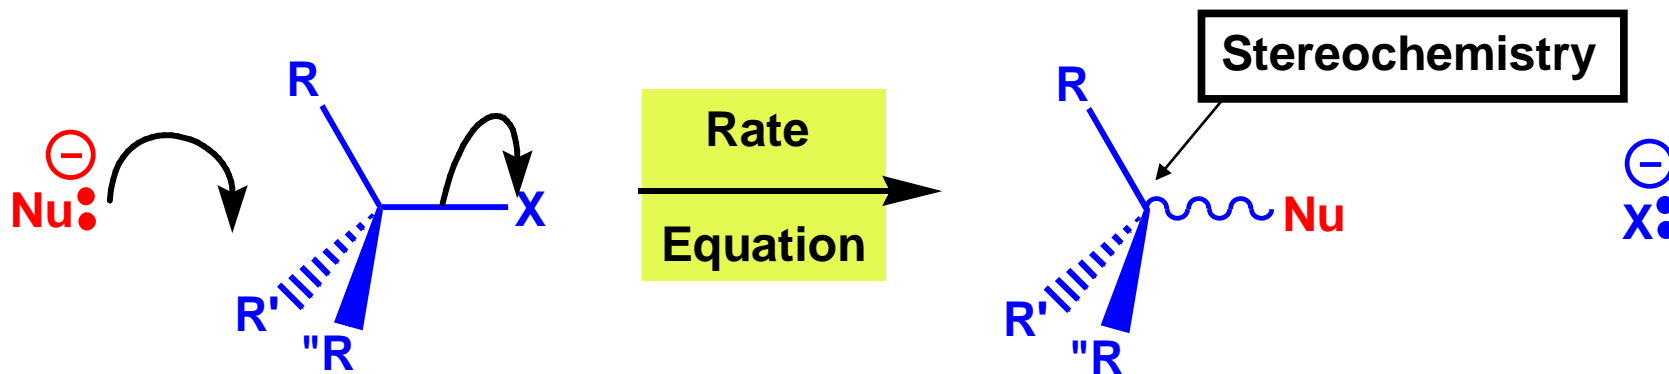 R
−
Nu:
X
R'
"R
Rate
Equation
Stereochemistry
R
Nu
R'
"R
−
X: